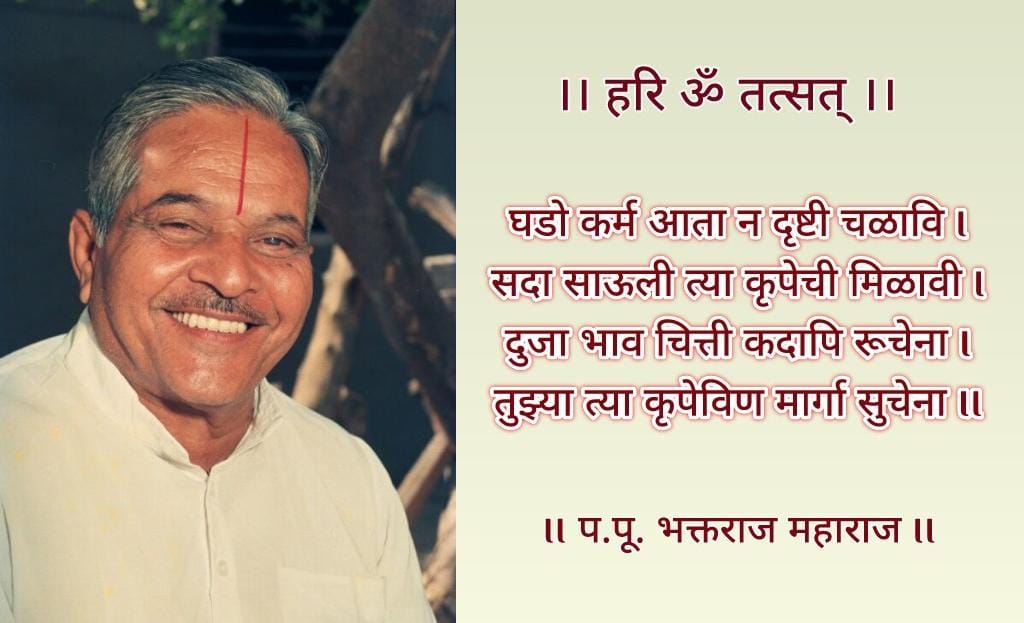 ।। हरि ॐ तत्सत् ।।
घडो कर्म आता न दृष्टी चळावि ।
सदा साऊली त्या कृपेची मिळावी ।
दुजा भाव चित्ती कदापि रूचेना ।
तुझ्या त्या कृपेविण मार्गा सुचेना ॥
॥ प.पू. भक्तराज महाराज ॥